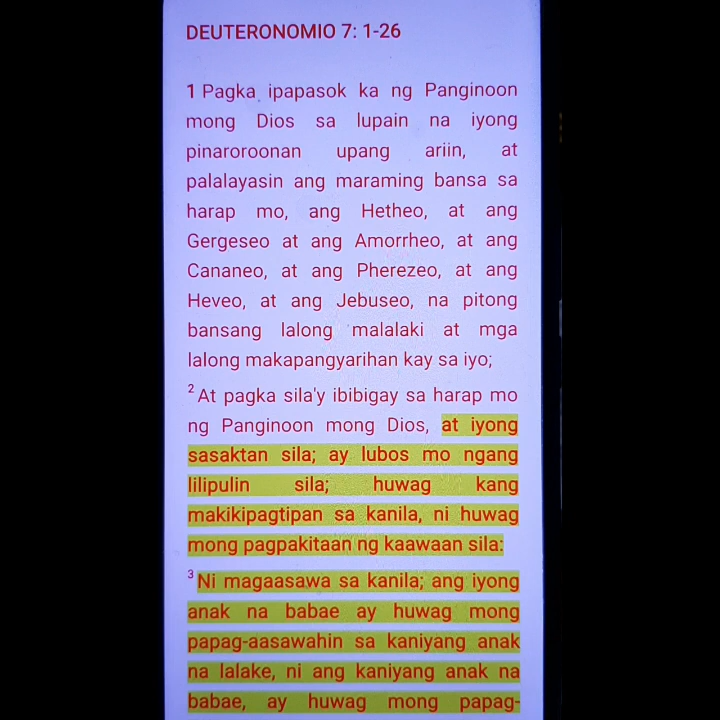 DEUTERONOMIO 7: 1-26
1 Pagka ipapasok ka ng Panginoon
mong Dios sa lupain na iyong
pinaroroonan upang ariin, at
palalayasin ang maraming bansa sa
harap mo, ang Hetheo, at ang
Gergeseo at ang Amorrheo, at ang
Cananeo, at ang Pherezeo, at ang
Heveo, at ang Jebuseo, na pitong
bansang lalong malalaki at mga
lalong makapangyarihan kay sa iyo;
2 At pagka sila'y ibibigay sa harap mo
ng Panginoon mong Dios, at iyong
sasaktan sila; ay lubos mo ngang
lilipulin sila; huwag kang
makikipagtipan sa kanila, ni huwag
mong pagpakitaan ng kaawaan sila:
3 Ni magaasawa sa kanila; ang iyong
anak na babae ay huwag mong
papag-aasawahin sa kaniyang anak
na lalake, ni ang kaniyang anak na
babae, ay huwag mong papag-